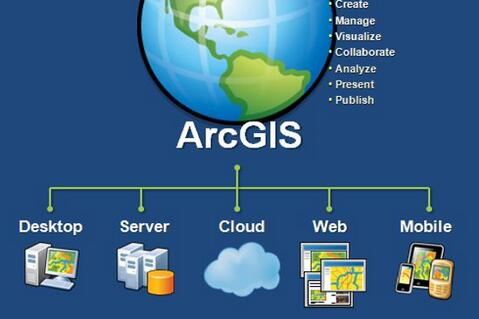 • Create
• Manage
• Visualize
• Collaborate
• Analyze
• Present
• Publish
ArcGIS
Desktop Server Cloud Web Mobile